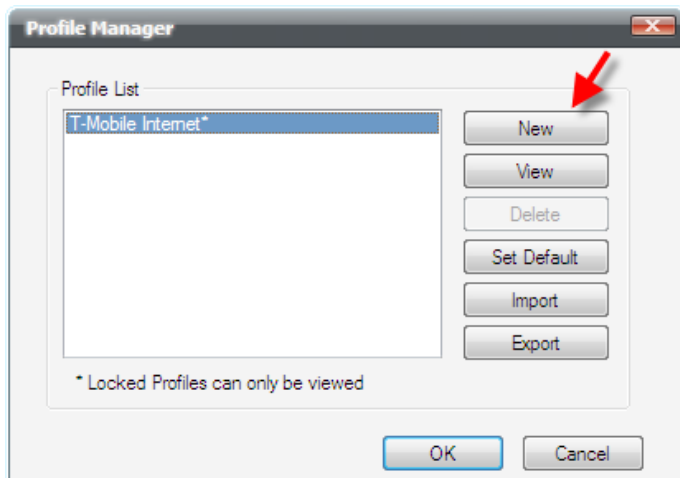 Profile Manager
Profile List
T-Mobile Internet*
New
View
Delete
Set Default
Import
Export
* Locked Profiles can only be viewed
OK
Cancel